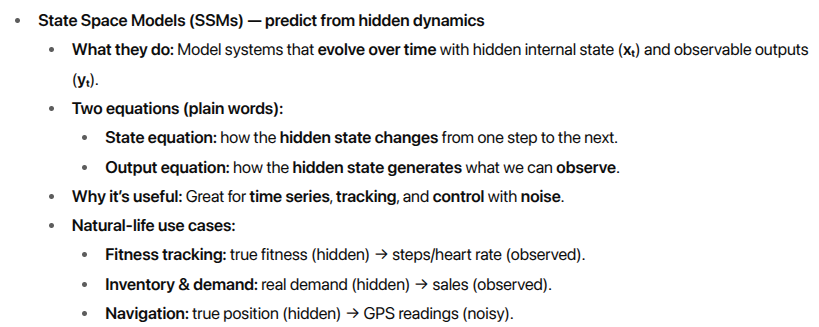 • State Space Models (SSMs) — predict from hidden dynamics
• What they do: Model systems that evolve over time with hidden internal state (xₜ) and observable outputs
(yₜ).
• Two equations (plain words):
• State equation: how the hidden state changes from one step to the next.
• Output equation: how the hidden state generates what we can observe.
• Why it's useful: Great for time series, tracking, and control with noise.
• Natural-life use cases:
• Fitness tracking: true fitness (hidden) → steps/heart rate (observed).
• Inventory & demand: real demand (hidden) → sales (observed).
• Navigation: true position (hidden) → GPS readings (noisy).